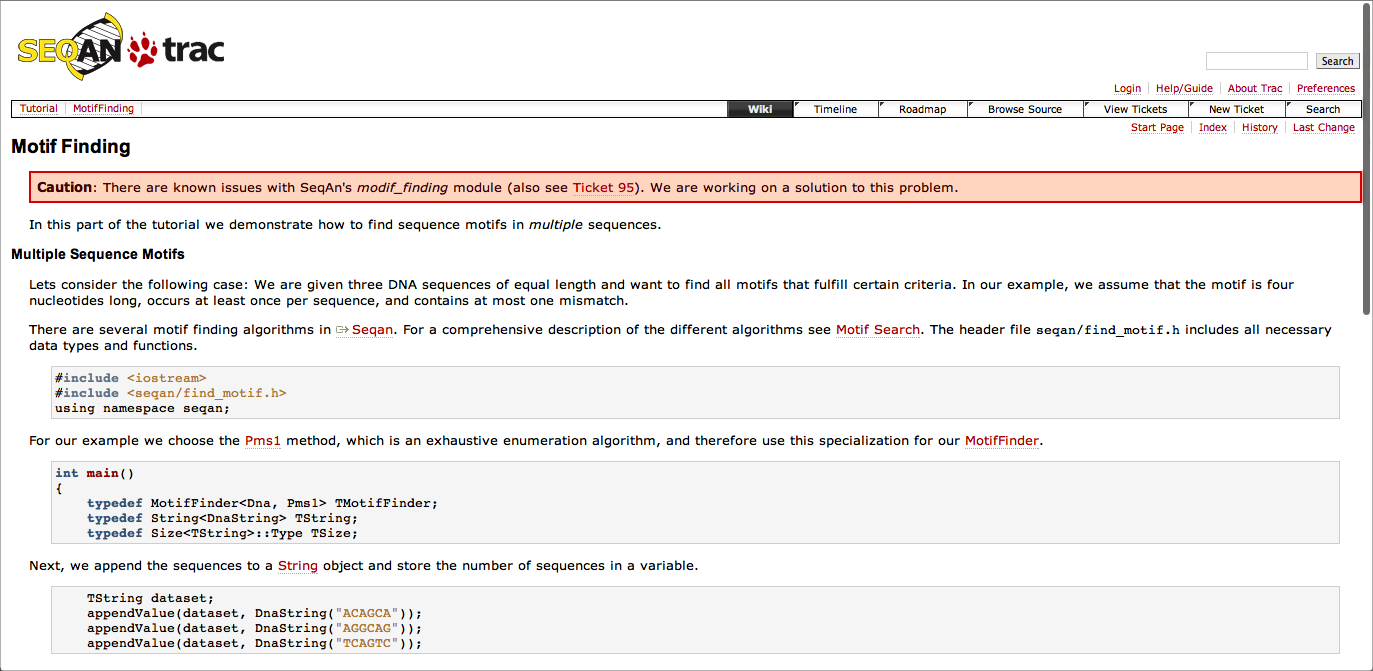 SEQAN trac
Search
Login Help/Guide About Trac Preferences
Tutorial MotifFinding Wiki Timeline Roadmap Browse Source View Tickets New Ticket Search
Start Page Index History Last Change
Motif Finding
Caution: There are known issues with SeqAn's modif_finding module (also see Ticket 95). We are working on a solution to this problem.
In this part of the tutorial we demonstrate how to find sequence motifs in multiple sequences.
Multiple Sequence Motifs
Lets consider the following case: We are given three DNA sequences of equal length and want to find all motifs that fulfill certain criteria. In our example, we assume that the motif is four
nucleotides long, occurs at least once per sequence, and contains at most one mismatch.
There are several motif finding algorithms in Seqan. For a comprehensive description of the different algorithms see Motif Search. The header file seqan/find_motif.h includes all necessary
data types and functions.
#include <iostream>
#include <seqan/find_motif.h>
using namespace seqan;
For our example we choose the Pms1 method, which is an exhaustive enumeration algorithm, and therefore use this specialization for our MotifFinder.
int main()
{
    typedef MotifFinder<Dna, Pms1> TMotifFinder;
    typedef String<DnaString> TString;
    typedef Size<TString>::Type TSize;
Next, we append the sequences to a String object and store the number of sequences in a variable.
    TString dataset;
    appendValue(dataset, DnaString("ACAGCA"));
    appendValue(dataset, DnaString("AGGCAG"));
    appendValue(dataset, DnaString("TCAGTC"));